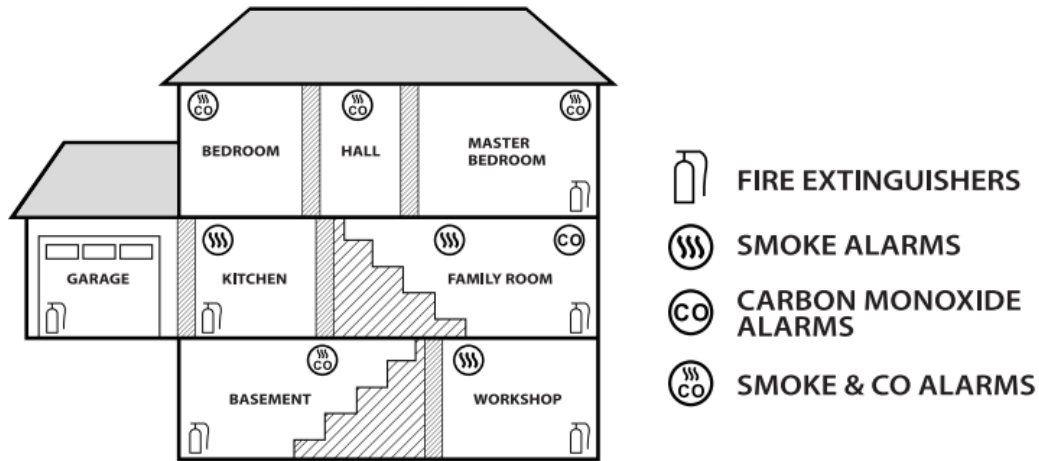 CO
CO
CO
BEDROOM
HALL
MASTER
BEDROOM
FIRE EXTINGUISHERS
CO
SMOKE ALARMS
GARAGE
KITCHEN
FAMILY ROOM
CO
CARBON MONOXIDE
ALARMS
CO
BASEMENT
WORKSHOP
CO
SMOKE & CO ALARMS